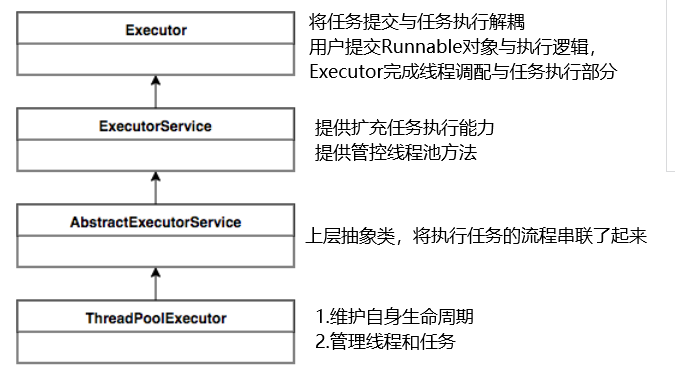 Executor
将任务提交与任务执行解耦
用户提交Runnable对象与执行逻辑，
Executor完成线程调配与任务执行部分
ExecutorService
提供扩充任务执行能力
提供管控线程池方法
AbstractExecutorService
上层抽象类，将执行任务的流程串联了起来
ThreadPoolExecutor
1.维护自身生命周期
2.管理线程和任务